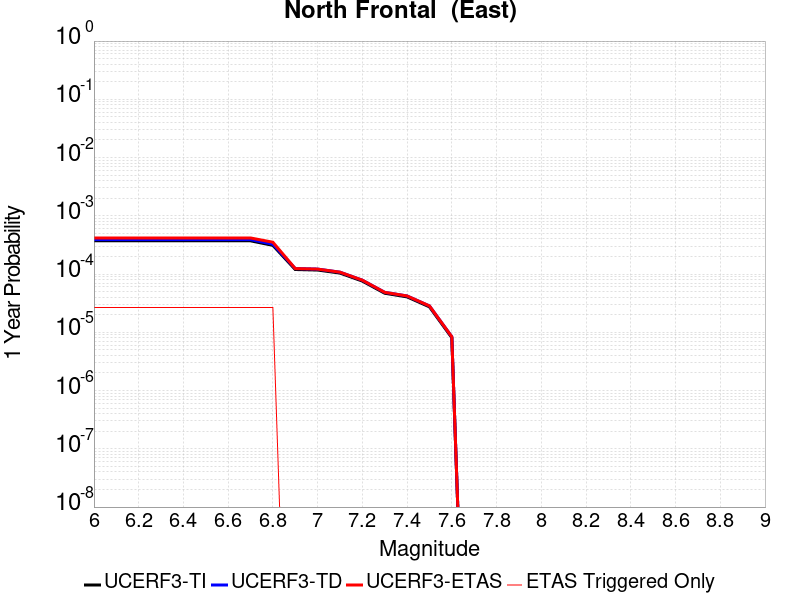 North Frontal  (East)
10^0
10^-1
10^-2
10^-3
10^-4
10^-5
10^-6
10^-7
10^-8
1 Year Probability
6 6.2 6.4 6.6 6.8 7 7.2 7.4 7.6 7.8 8 8.2 8.4 8.6 8.8 9
Magnitude
UCERF3-TI UCERF3-TD UCERF3-ETAS ETAS Triggered Only